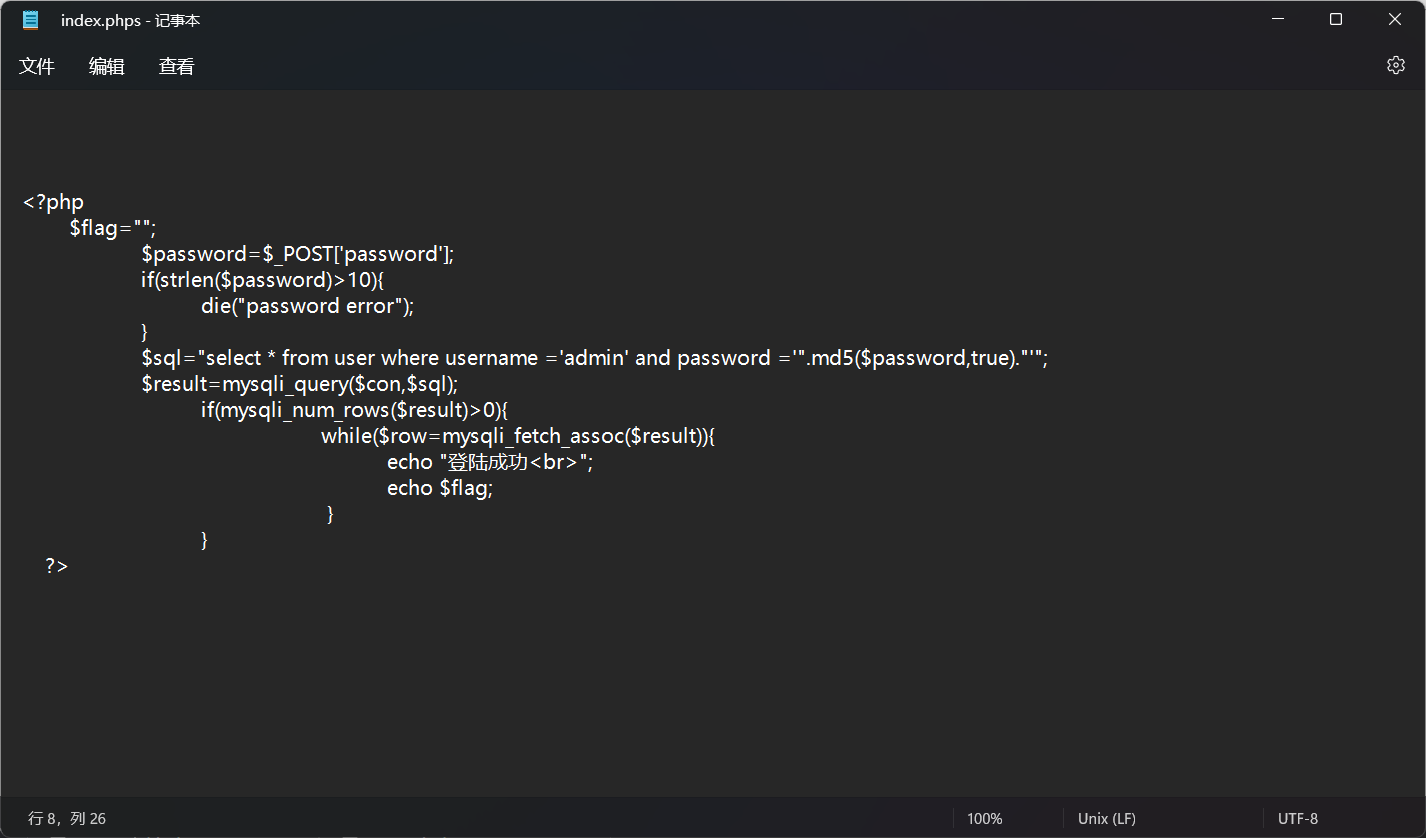 index.phps - 记事本
文件 编辑 查看
<?php
$flag="";
$password=$_POST['password'];
if(strlen($password)>10){
die("password error");
}
$sql="select * from user where username ='admin' and password ='".md5($password,true)."'";
$result=mysqli_query($con,$sql);
if(mysqli_num_rows($result)>0){
while($row=mysqli_fetch_assoc($result)){
echo "登陆成功<br>";
echo $flag;
}
}
?>
行 8，列 26 100% Unix (LF) UTF-8